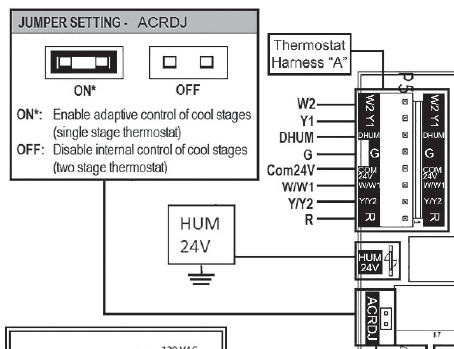 JUMPER SETTING - ACRDJ
ON*
OFF
ON*: Enable adaptive control of cool stages
(single stage thermostat)
OFF: Disable internal control of cool stages
(two stage thermostat)
Thermostat
Harness “A”
P5
W2
Y1
DHUM
G
Com24V
W/W1
Y/Y2
R
W2
Y1
DHUM
G
COM
24V
W/W1
Y/Y2
R
W2
Y1
DHUM
G
COM
24V
W/W1
Y/Y2
R
1
HUM
24V
HUM
24V
ACRDJ